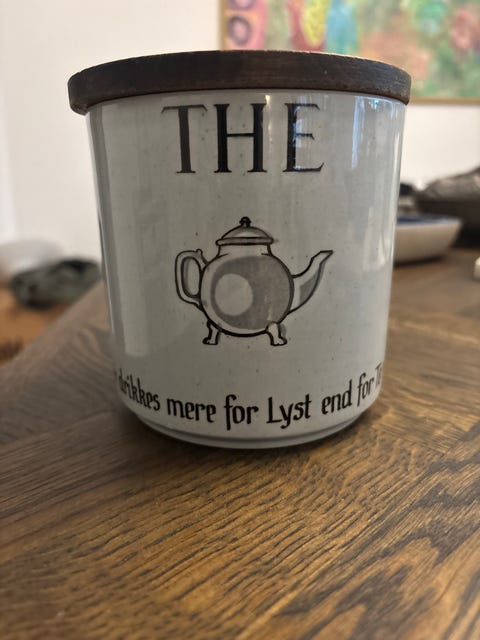 THE
drikkes mere for Lyst end for